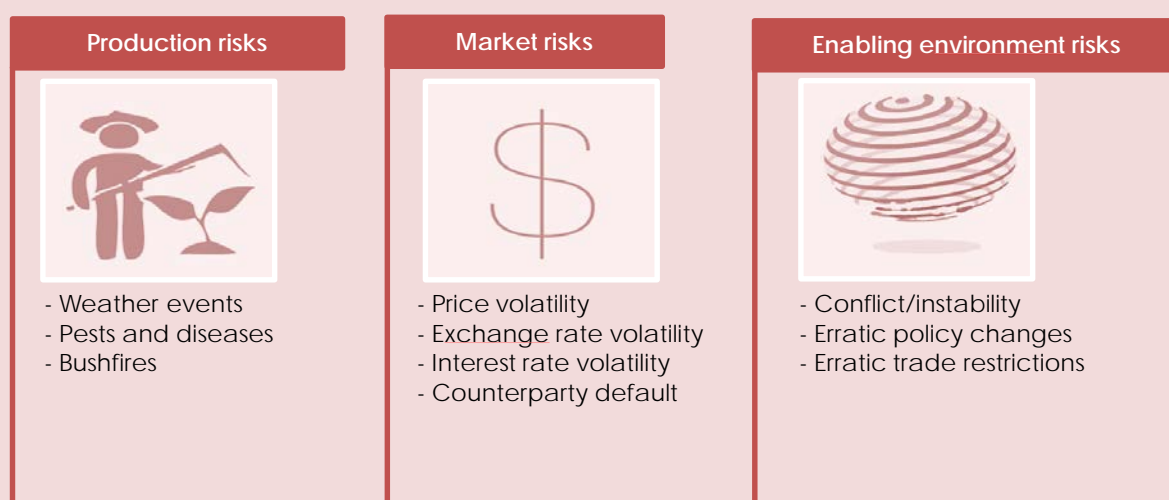 Production risks
- Weather events
- Pests and diseases
- Bushfires
Market risks
- Price volatility
- Exchange rate volatility
- Interest rate volatility
- Counterparty default
Enabling environment risks
- Conflict/instability
- Erratic policy changes
- Erratic trade restrictions